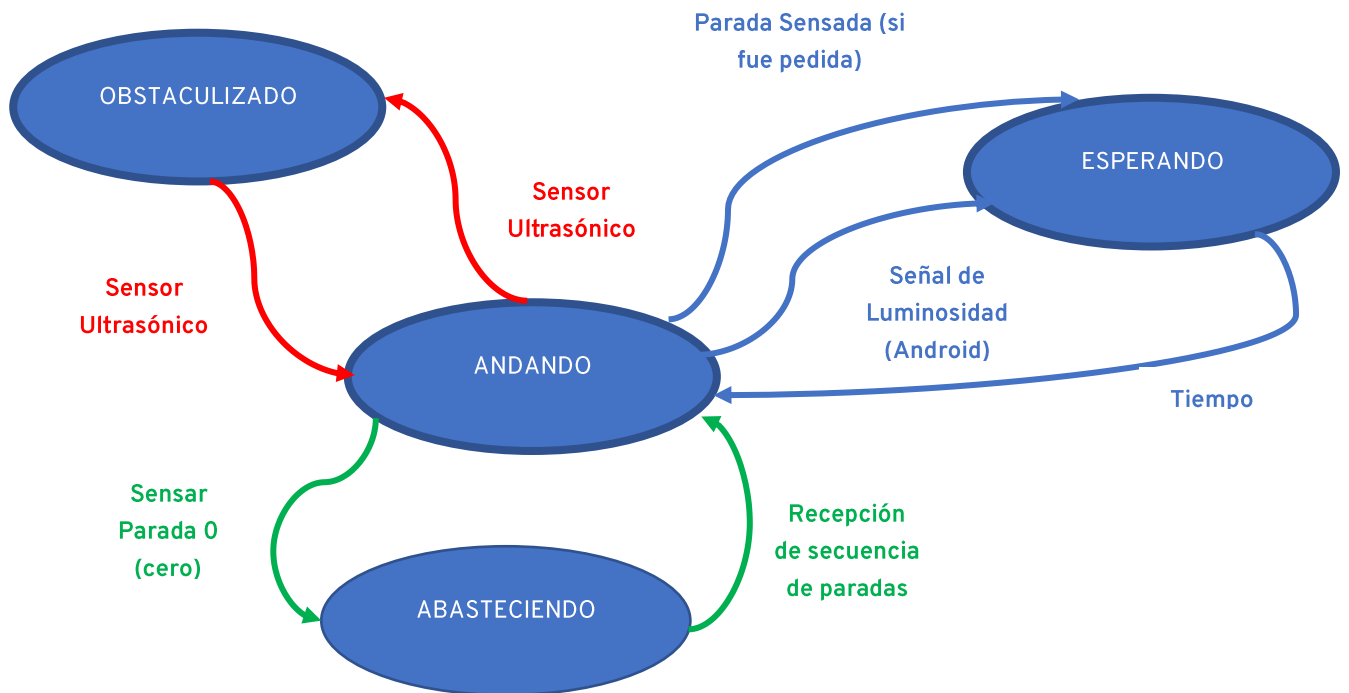 Parada Sensada (si
fue pedida)
OBSTACULIZADO
ESPERANDO
Sensor
Ultrasónico
Sensor
Ultrasónico
Señal de
Luminosidad
(Android)
ANDANDO
Tiempo
Sensar
Parada 0
(cero)
Recepción
de secuencia
de paradas
ABASTECIENDO